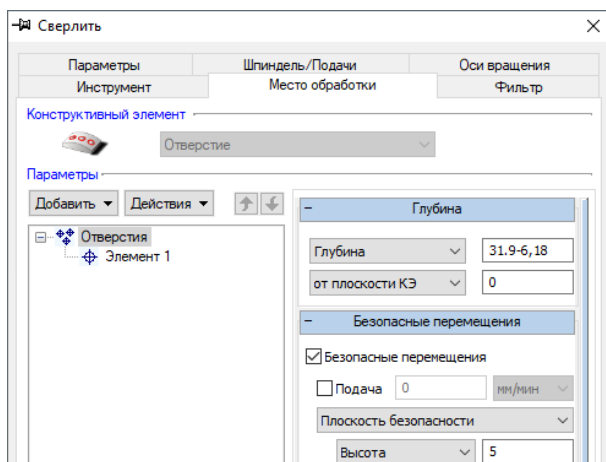 Сверлить
Параметры Шпиндель/Подачи Оси вращения
Инструмент Место обработки Фильтр
Конструктивный элемент
Отверстие
Параметры
Добавить Действия
Отверстия
Элемент 1
Глубина
Глубина 31.9-6,18
от плоскости КЭ 0
Безопасные перемещения
Безопасные перемещения
Подача 0 мм/мин
Плоскость безопасности
Высота 5